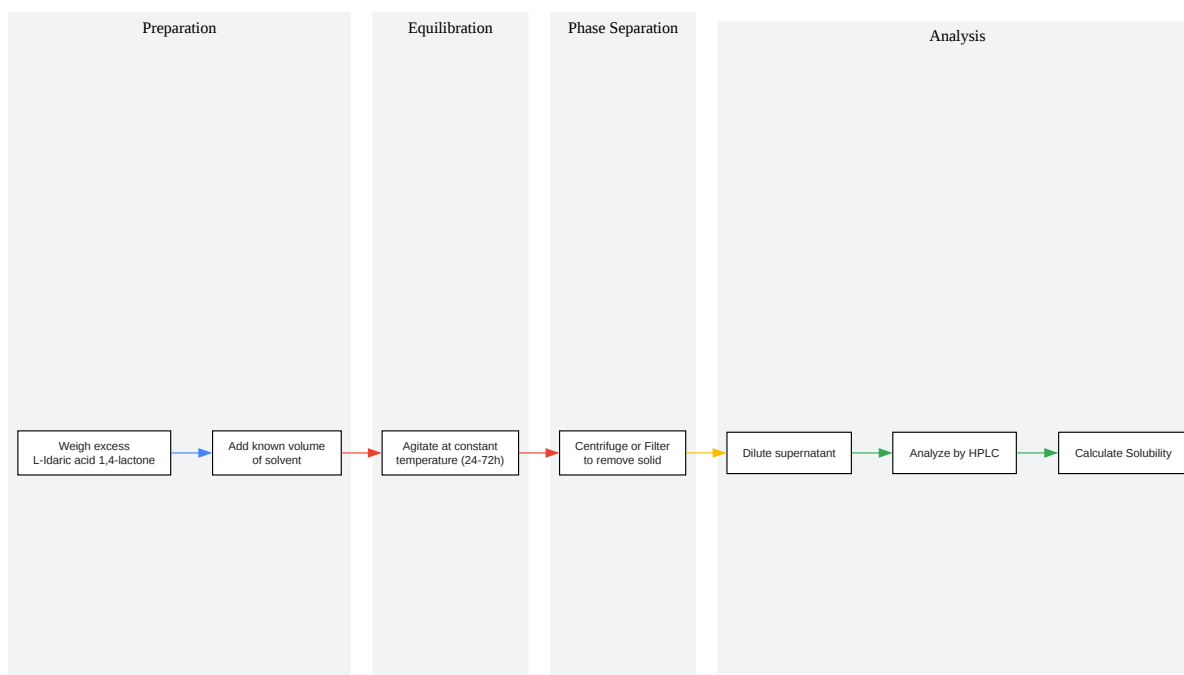 Preparation
Equilibration
Phase Separation
Analysis
Weigh excess
L-Idaric acid 1,4-lactone
Add known volume
of solvent
Agitate at constant
temperature (24-72h)
Centrifuge or Filter
to remove solid
Dilute supernatant
Analyze by HPLC
Calculate Solubility